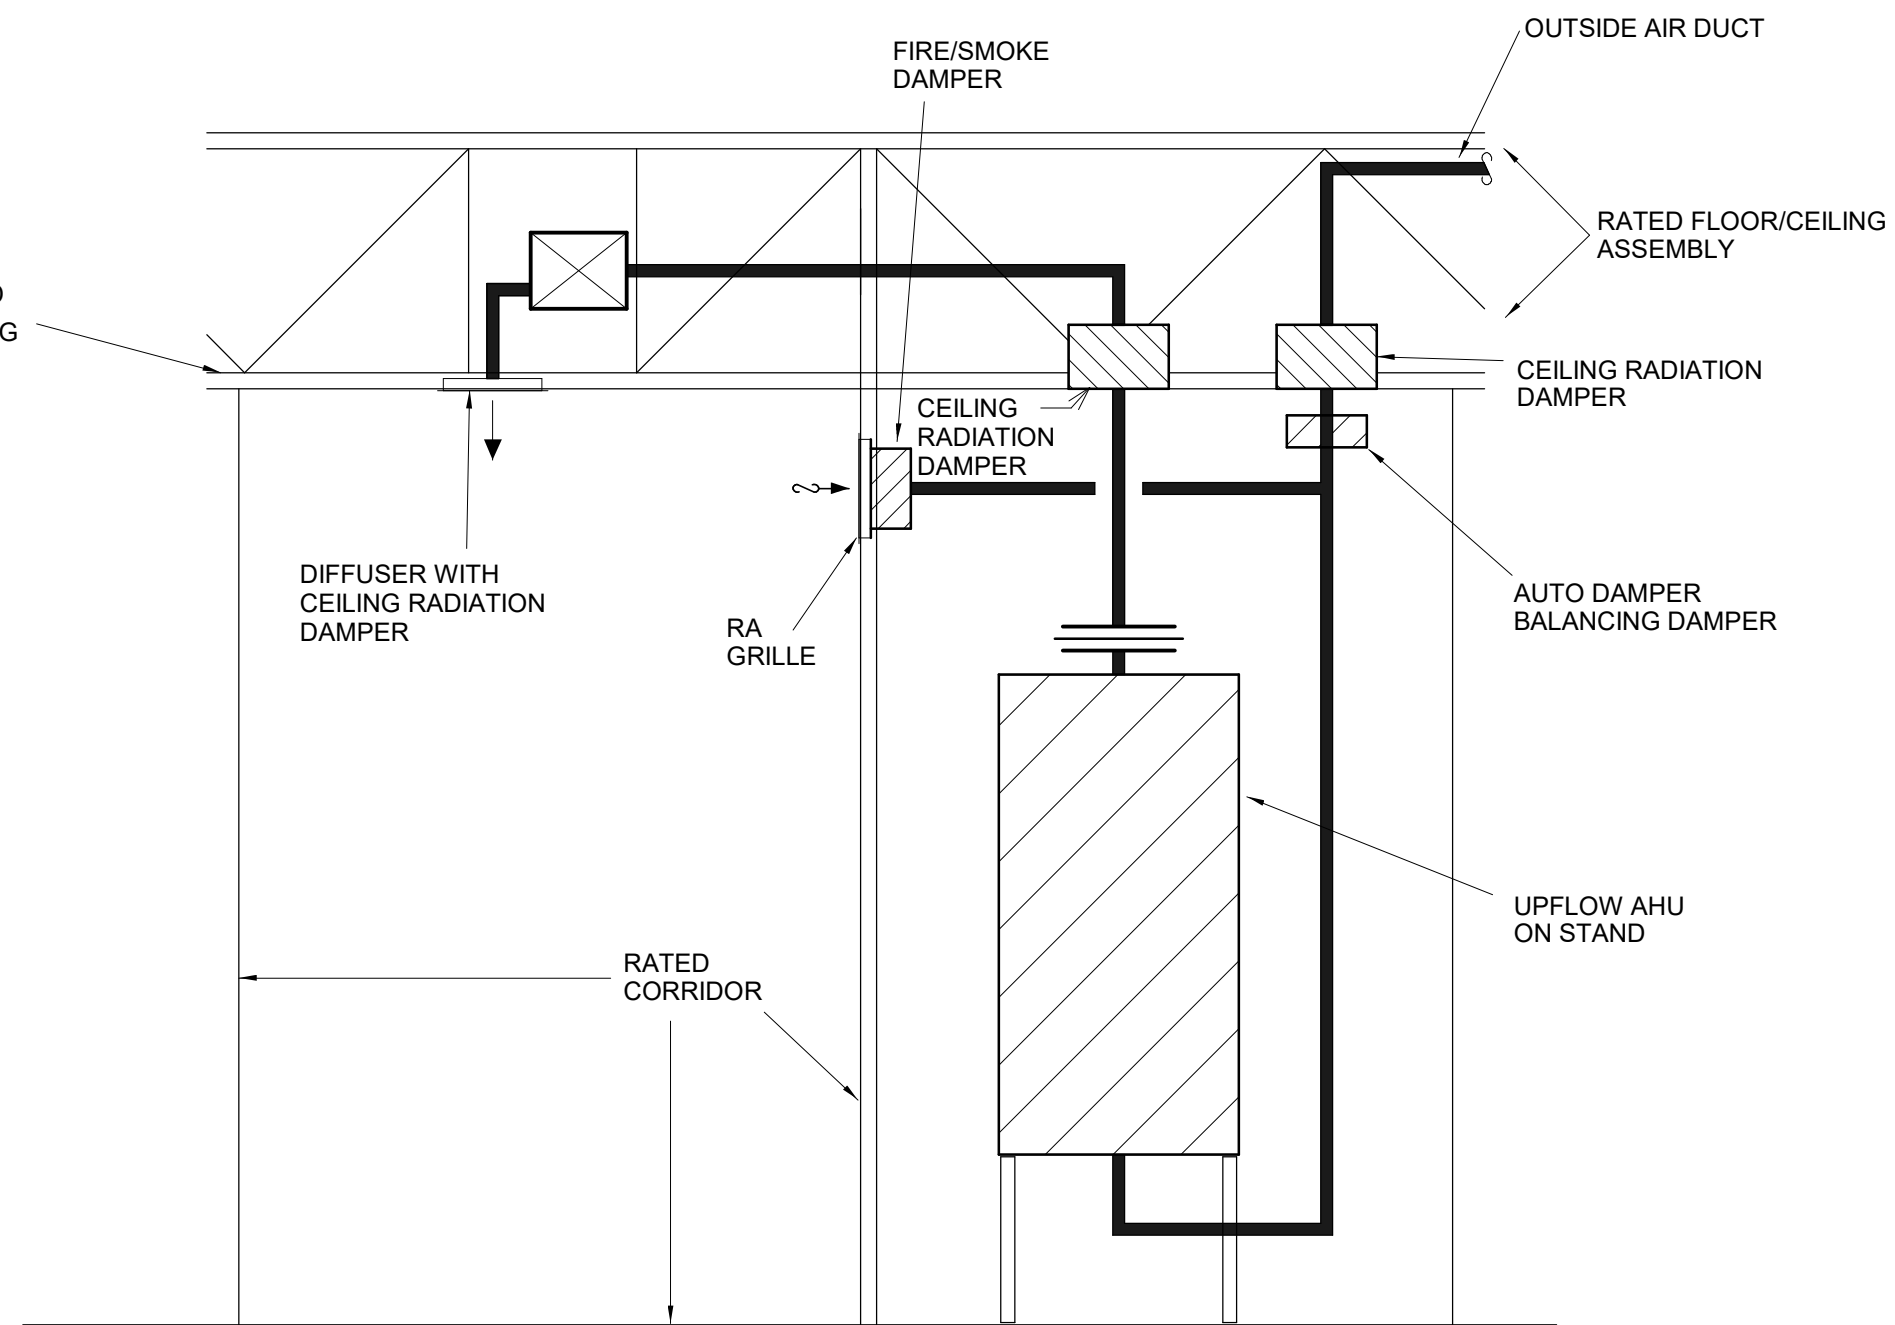 OUTSIDE AIR DUCT
FIRE/SMOKE
DAMPER
RATED FLOOR/CEILING
ASSEMBLY
CEILING RADIATION
DAMPER
CEILING
RADIATION
DAMPER
DIFFUSER WITH
CEILING RADIATION
DAMPER
RA
GRILLE
AUTO DAMPER
BALANCING DAMPER
UPFLOW AHU
ON STAND
RATED
CORRIDOR